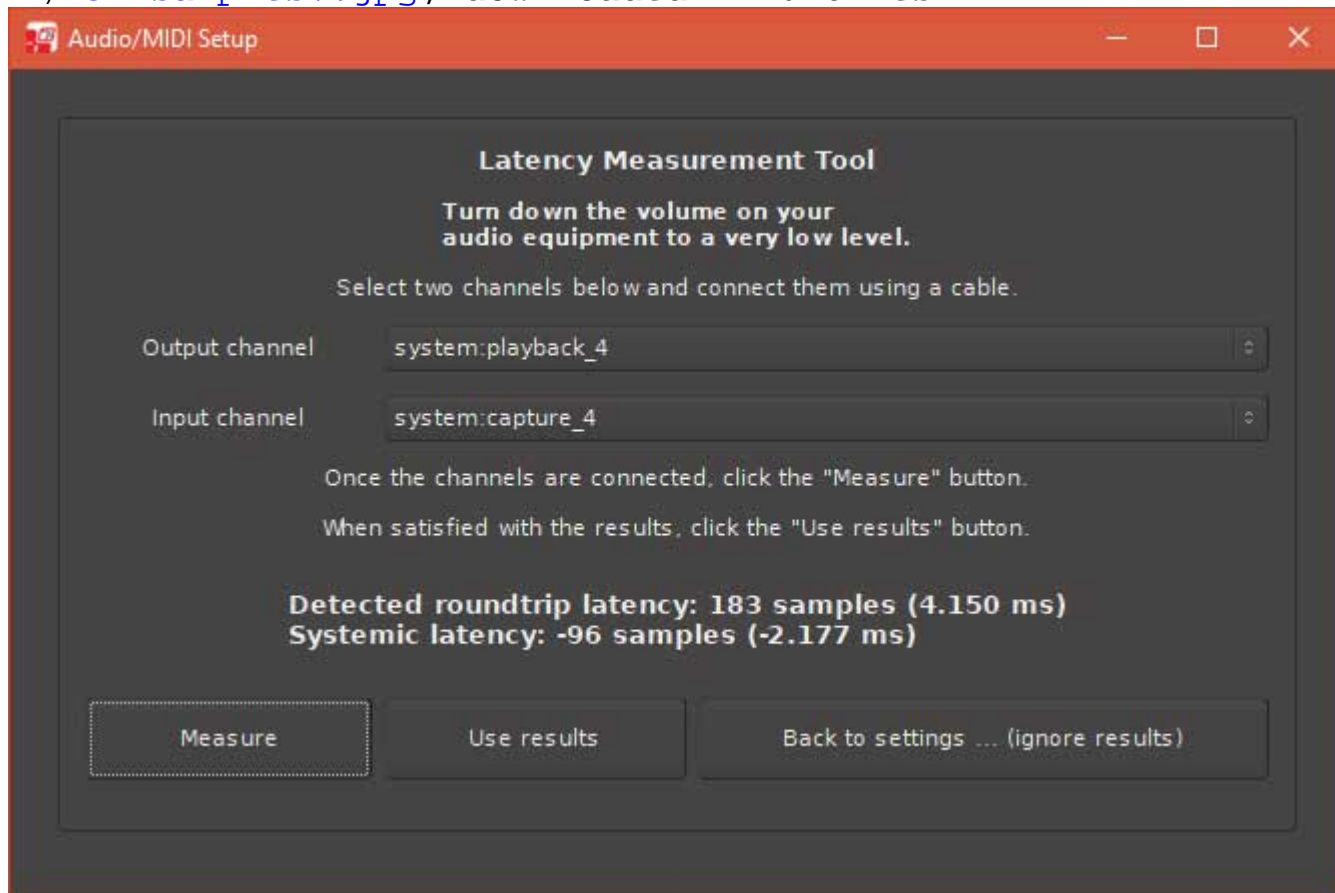 Audio/MIDI Setup
Latency Measurement Tool
Turn down the volume on your
audio equipment to a very low level.
Select two channels below and connect them using a cable.
Output channel system:playback_4
Input channel system:capture_4
Once the channels are connected, click the "Measure" button.
When satisfied with the results, click the "Use results" button.
Detected roundtrip latency: 183 samples (4.150 ms)
Systemic latency: -96 samples (-2.177 ms)
Measure Use results Back to settings ... (ignore results)